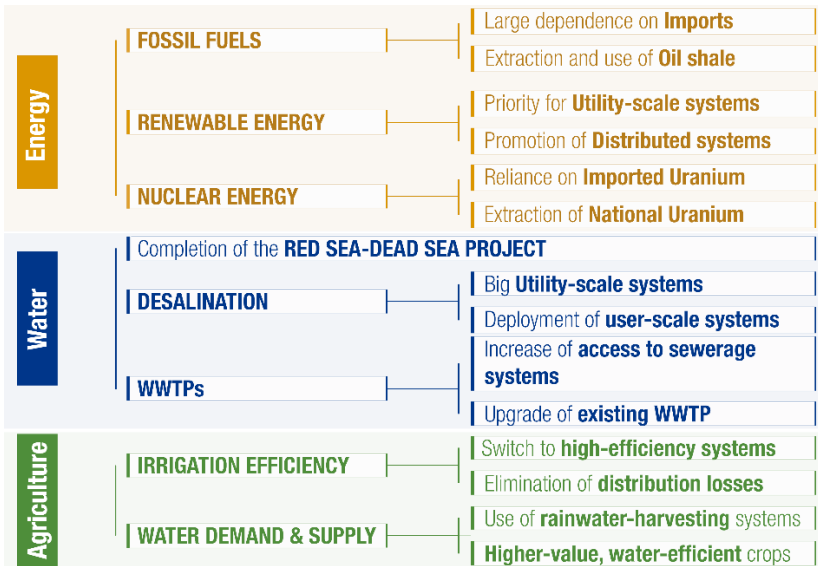 Energy
FOSSIL FUELS
Large dependence on Imports
Extraction and use of Oil shale
RENEWABLE ENERGY
Priority for Utility-scale systems
Promotion of Distributed systems
NUCLEAR ENERGY
Reliance on Imported Uranium
Extraction of National Uranium
Water
Completion of the RED SEA-DEAD SEA PROJECT
DESALINATION
Big Utility-scale systems
Deployment of user-scale systems
WWTPs
Increase of access to sewerage
systems
Upgrade of existing WWTP
Agriculture
IRRIGATION EFFICIENCY
Switch to high-efficiency systems
Elimination of distribution losses
WATER DEMAND & SUPPLY
Use of rainwater-harvesting systems
Higher-value, water-efficient crops